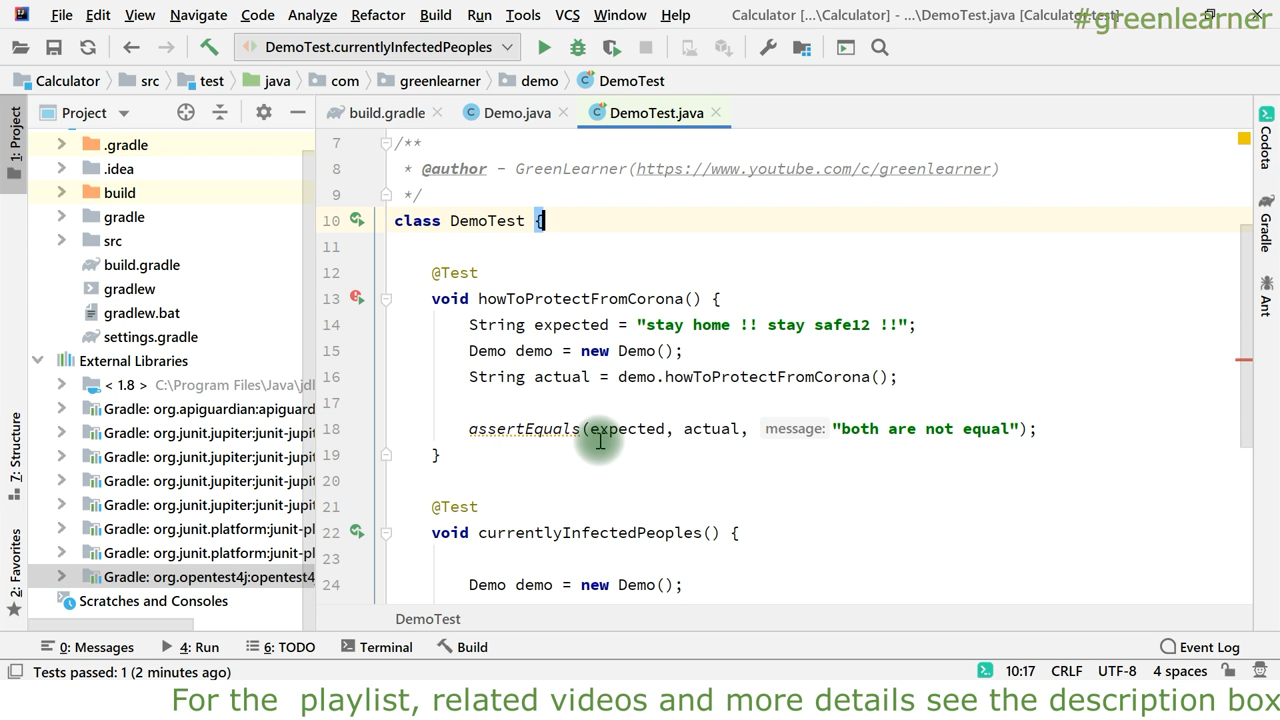 File Edit View Navigate Code Analyze Refactor Build Run Tools VCS Window Help Calculator [...\Calculator] - ...\DemoTest.java [Calculator.test]
#greenlearner
DemoTest.currentlyInfectedPeoples
Calculator src test java com greenlearner demo DemoTest
1: Project
Project
build.gradle Demo.java DemoTest.java
.gradle
.idea
build
gradle
src
build.gradle
gradlew
gradlew.bat
settings.gradle
External Libraries
< 1.8 > C:\Program Files\Java\jd
Gradle: org.apiguardian:apiguard
Gradle: org.junit.jupiter:junit-jupi
Gradle: org.junit.jupiter:junit-jupi
Gradle: org.junit.jupiter:junit-jupi
Gradle: org.junit.jupiter:junit-jupi
Gradle: org.junit.platform:junit-pl
Gradle: org.junit.platform:junit-pl
Gradle: org.opentest4j:opentest4
Scratches and Consoles
7: Structure
2: Favorites
7 /**
8 * @author - GreenLearner(https://www.youtube.com/c/greenlearner)
9 */
10 class DemoTest {
11
12 @Test
13 void howToProtectFromCorona() {
14 String expected = "stay home !! stay safe12 !!";
15 Demo demo = new Demo();
16 String actual = demo.howToProtectFromCorona();
17
18 assertEquals(expected, actual, message: "both are not equal");
19 }
20
21 @Test
22 void currentlyInfectedPeoples() {
23
24 Demo demo = new Demo();
DemoTest
Codota
Gradle
Ant
0: Messages 4: Run 6: TODO Terminal Build Event Log
Tests passed: 1 (2 minutes ago) 10:17 CRLF UTF-8 4 spaces
For the playlist, related videos and more details see the description box